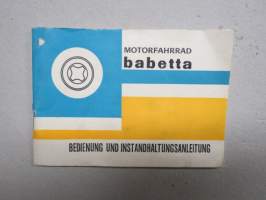 MOTORFAHRRAD
babetta
BEDIENUNG UND INSTANDHALTUNGSANLEITUNG